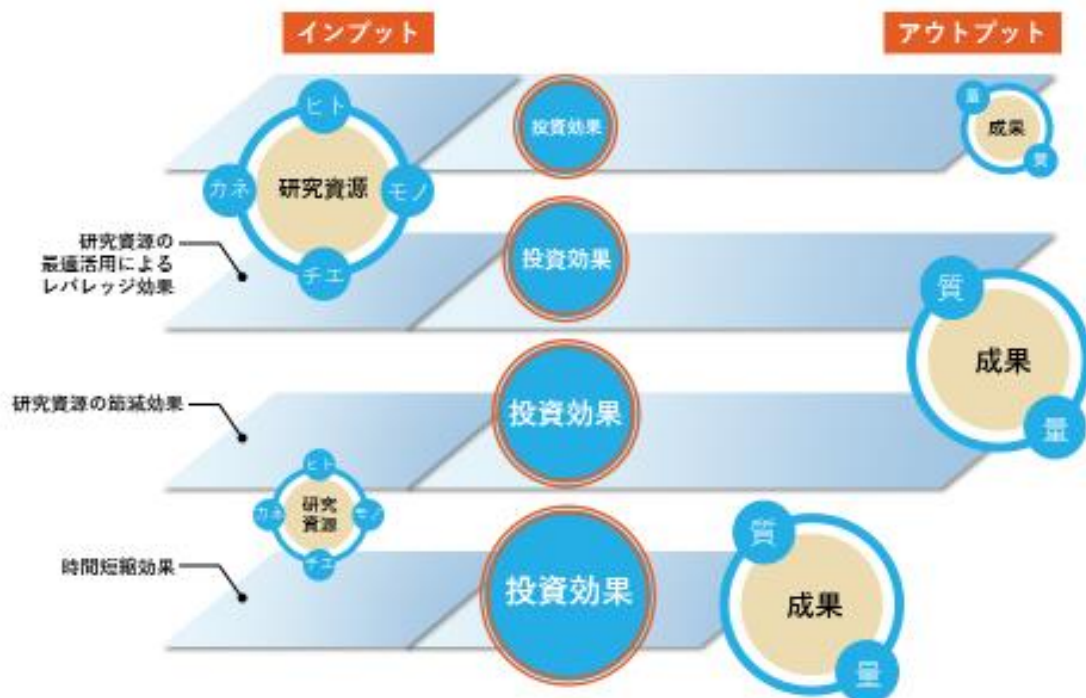 インプット
アウトプット
ヒト
カネ
研究資源
モノ
チエ
投資効果
量
成果
質
研究資源の
最適活用による
レバレッジ効果
投資効果
質
成果
量
研究資源の節減効果
投資効果
ヒト
カネ
研究
資源
モノ
チエ
時間短縮効果
投資効果
質
成果
量